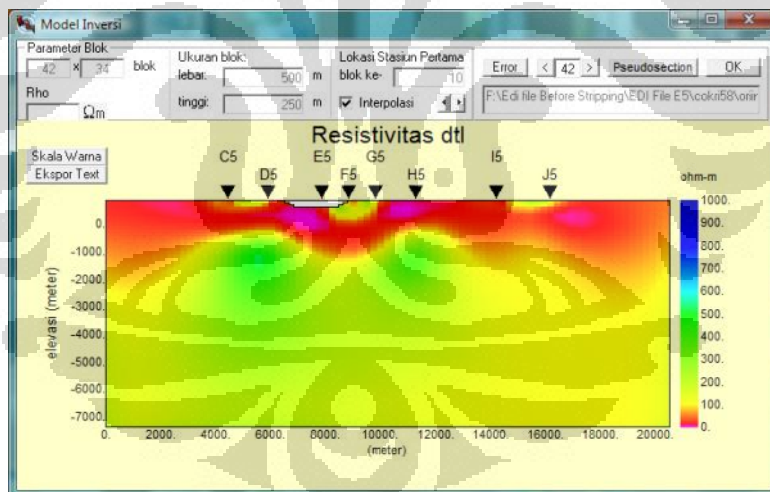 Model Inversi
Parameter Blok
42 x 34 blok
Rho
Ωm
Ukuran blok:
lebar: 500 m
tinggi: 250 m
Lokasi Stasiun Pertama
blok ke- 10
Interpolasi
Error < 42 > Pseudosection OK
F:\Edi file Before Stripping\EDI File E5\cokri58\orir
Resistivitas dtl
Skala Warna
Ekspor Text
C5 E5 G5 I5
D5 F5 H5 J5
ohm-m
1000.
900.
800.
700.
600.
500.
400.
300.
200.
100.
0.
elevasi (meter)
0.
-1000.
-2000.
-3000.
-4000.
-5000.
-6000.
-7000.
0. 2000. 4000. 6000. 8000. 10000. 12000. 14000. 16000. 18000. 20000.
(meter)